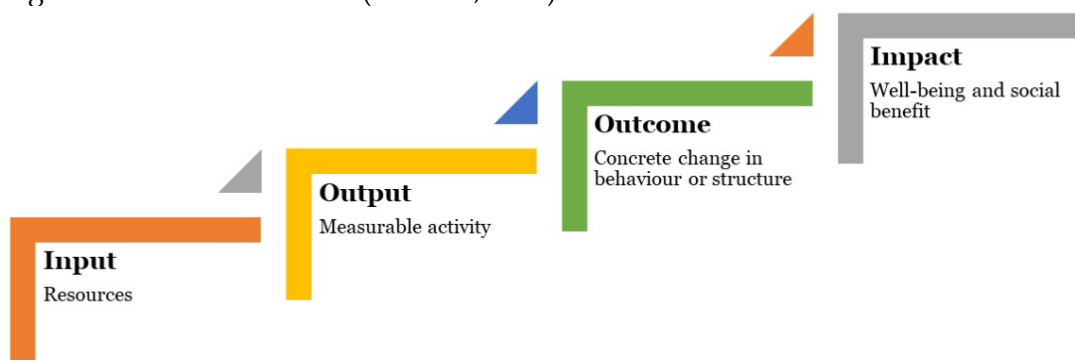 Impact
Well-being and social
benefit
Outcome
Concrete change in
behaviour or structure
Output
Measurable activity
Input
Resources